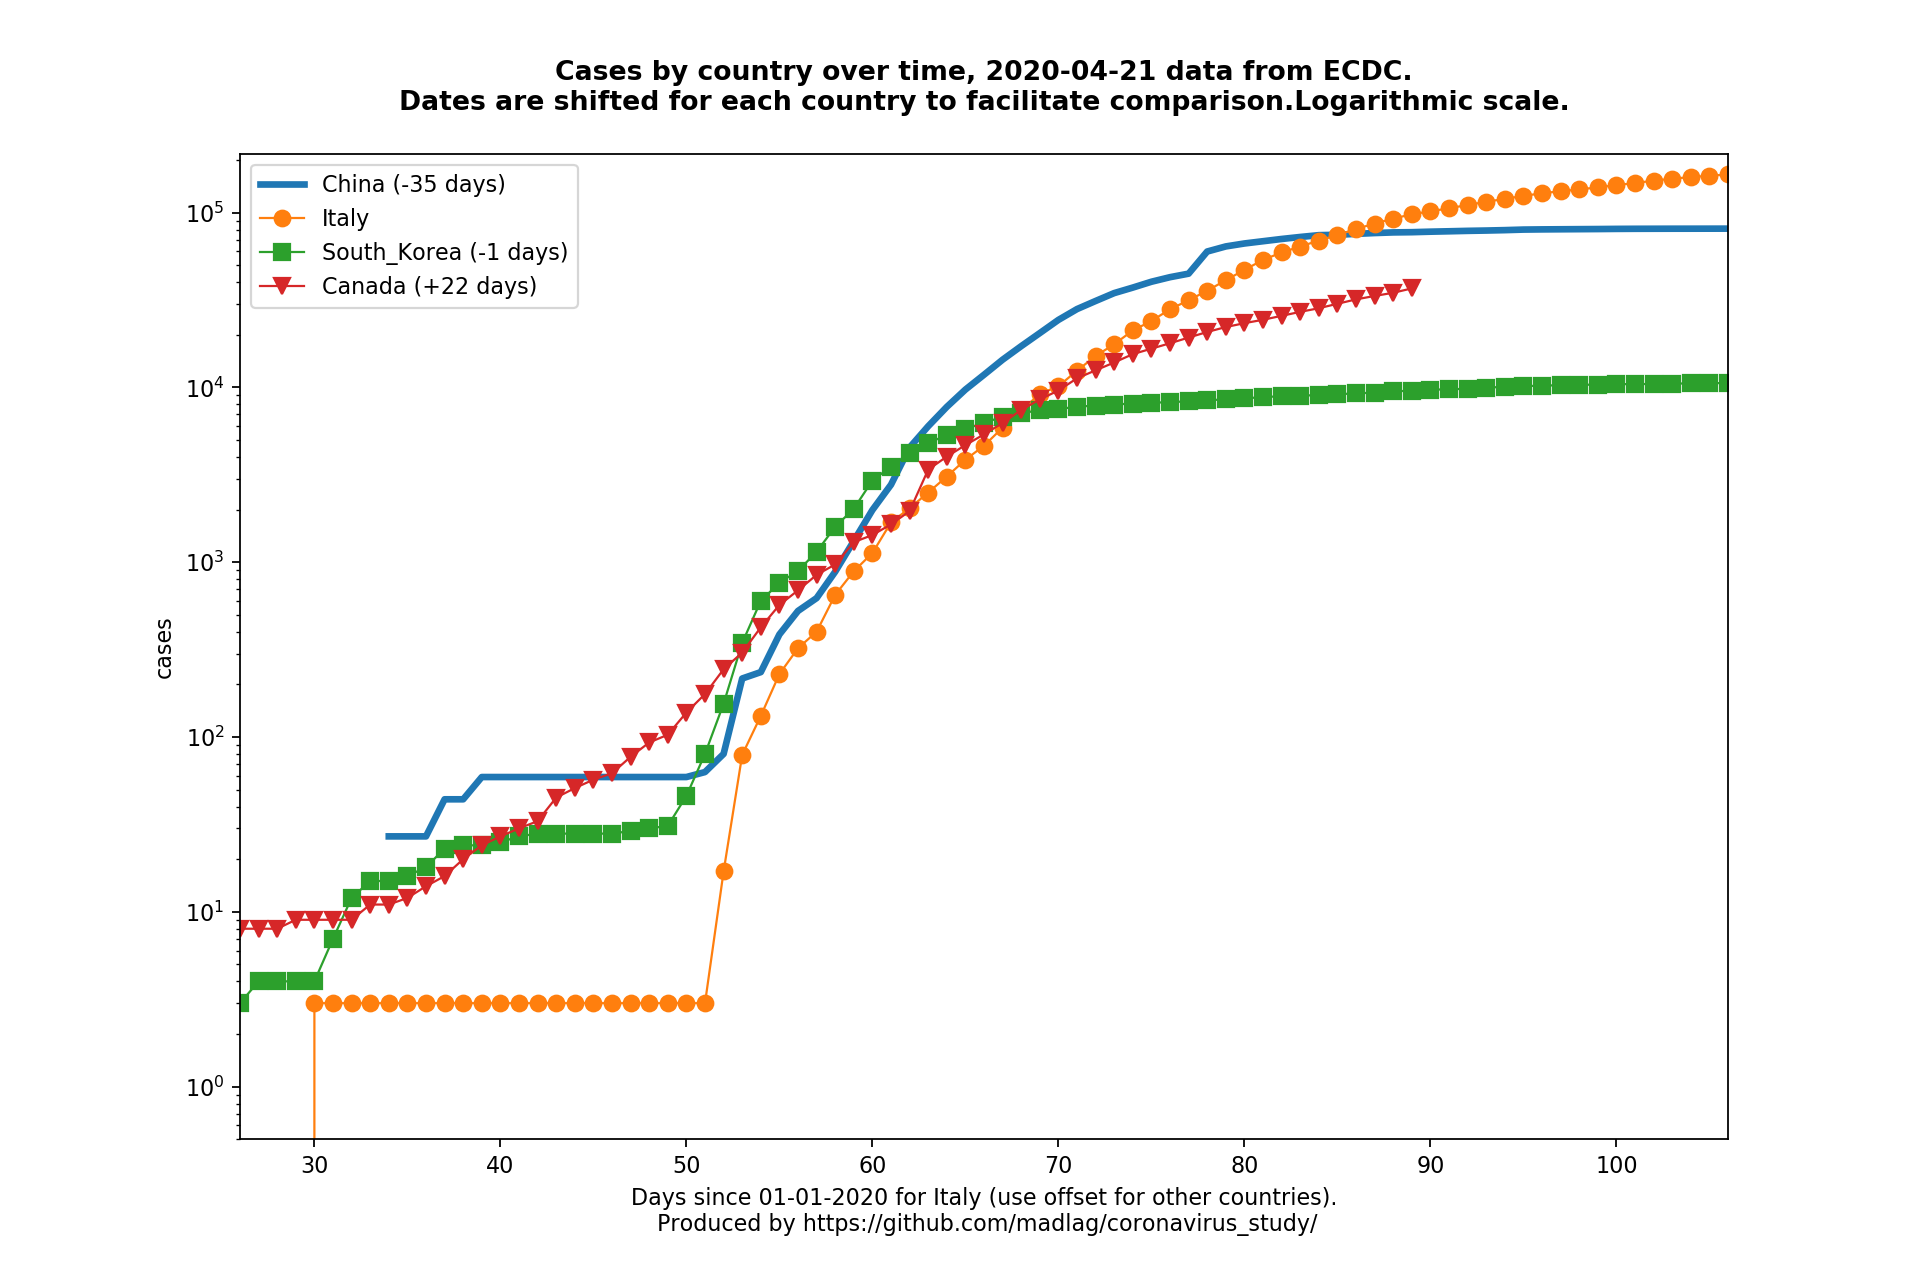 Cases by country over time, 2020-04-21 data from ECDC.
Dates are shifted for each country to facilitate comparison.Logarithmic scale.
China (-35 days)
Italy
South_Korea (-1 days)
Canada (+22 days)
10^5
10^4
10^3
10^2
10^1
10^0
cases
30 40 50 60 70 80 90 100
Days since 01-01-2020 for Italy (use offset for other countries).
Produced by https://github.com/madlag/coronavirus_study/